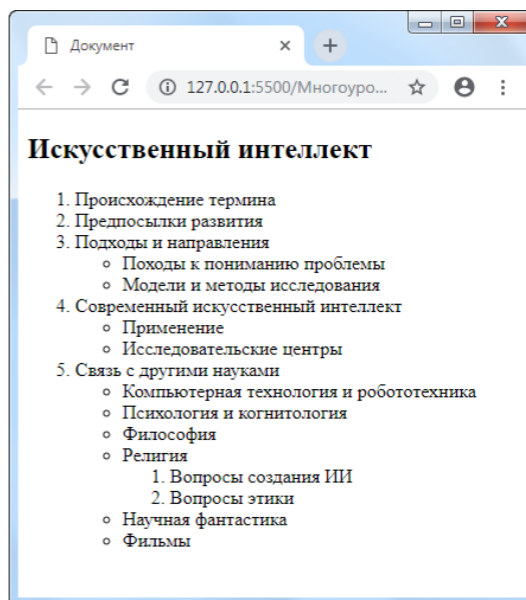 Документ
127.0.0.1:5500/Многоуро...
Искусственный интеллект
1. Происхождение термина
2. Предпосылки развития
3. Подходы и направления
Походы к пониманию проблемы
Модели и методы исследования
4. Современный искусственный интеллект
Применение
Исследовательские центры
5. Связь с другими науками
Компьютерная технология и робототехника
Психология и когнитология
Философия
Религия
1. Вопросы создания ИИ
2. Вопросы этики
Научная фантастика
Фильмы